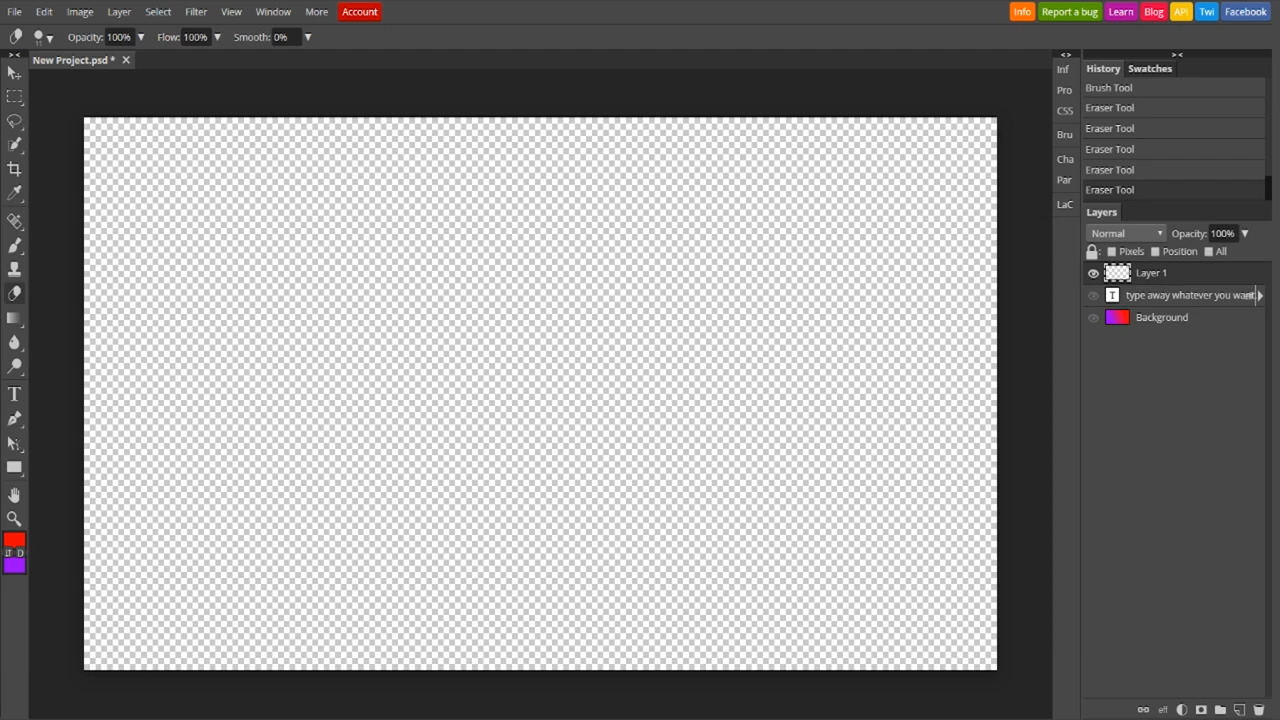 File Edit Image Layer Select Filter View Window More Account Info Report a bug Learn Blog API Twi Facebook
Opacity: 100% Flow: 100% Smooth: 0%
New Project.psd *
Inf
Pro
CSS
Bru
Cha
Par
LaC
History Swatches
Brush Tool
Eraser Tool
Eraser Tool
Eraser Tool
Eraser Tool
Eraser Tool
Layers
Normal Opacity: 100%
Pixels Position All
Layer 1
T type away whatever you want
Background
T
D
eff